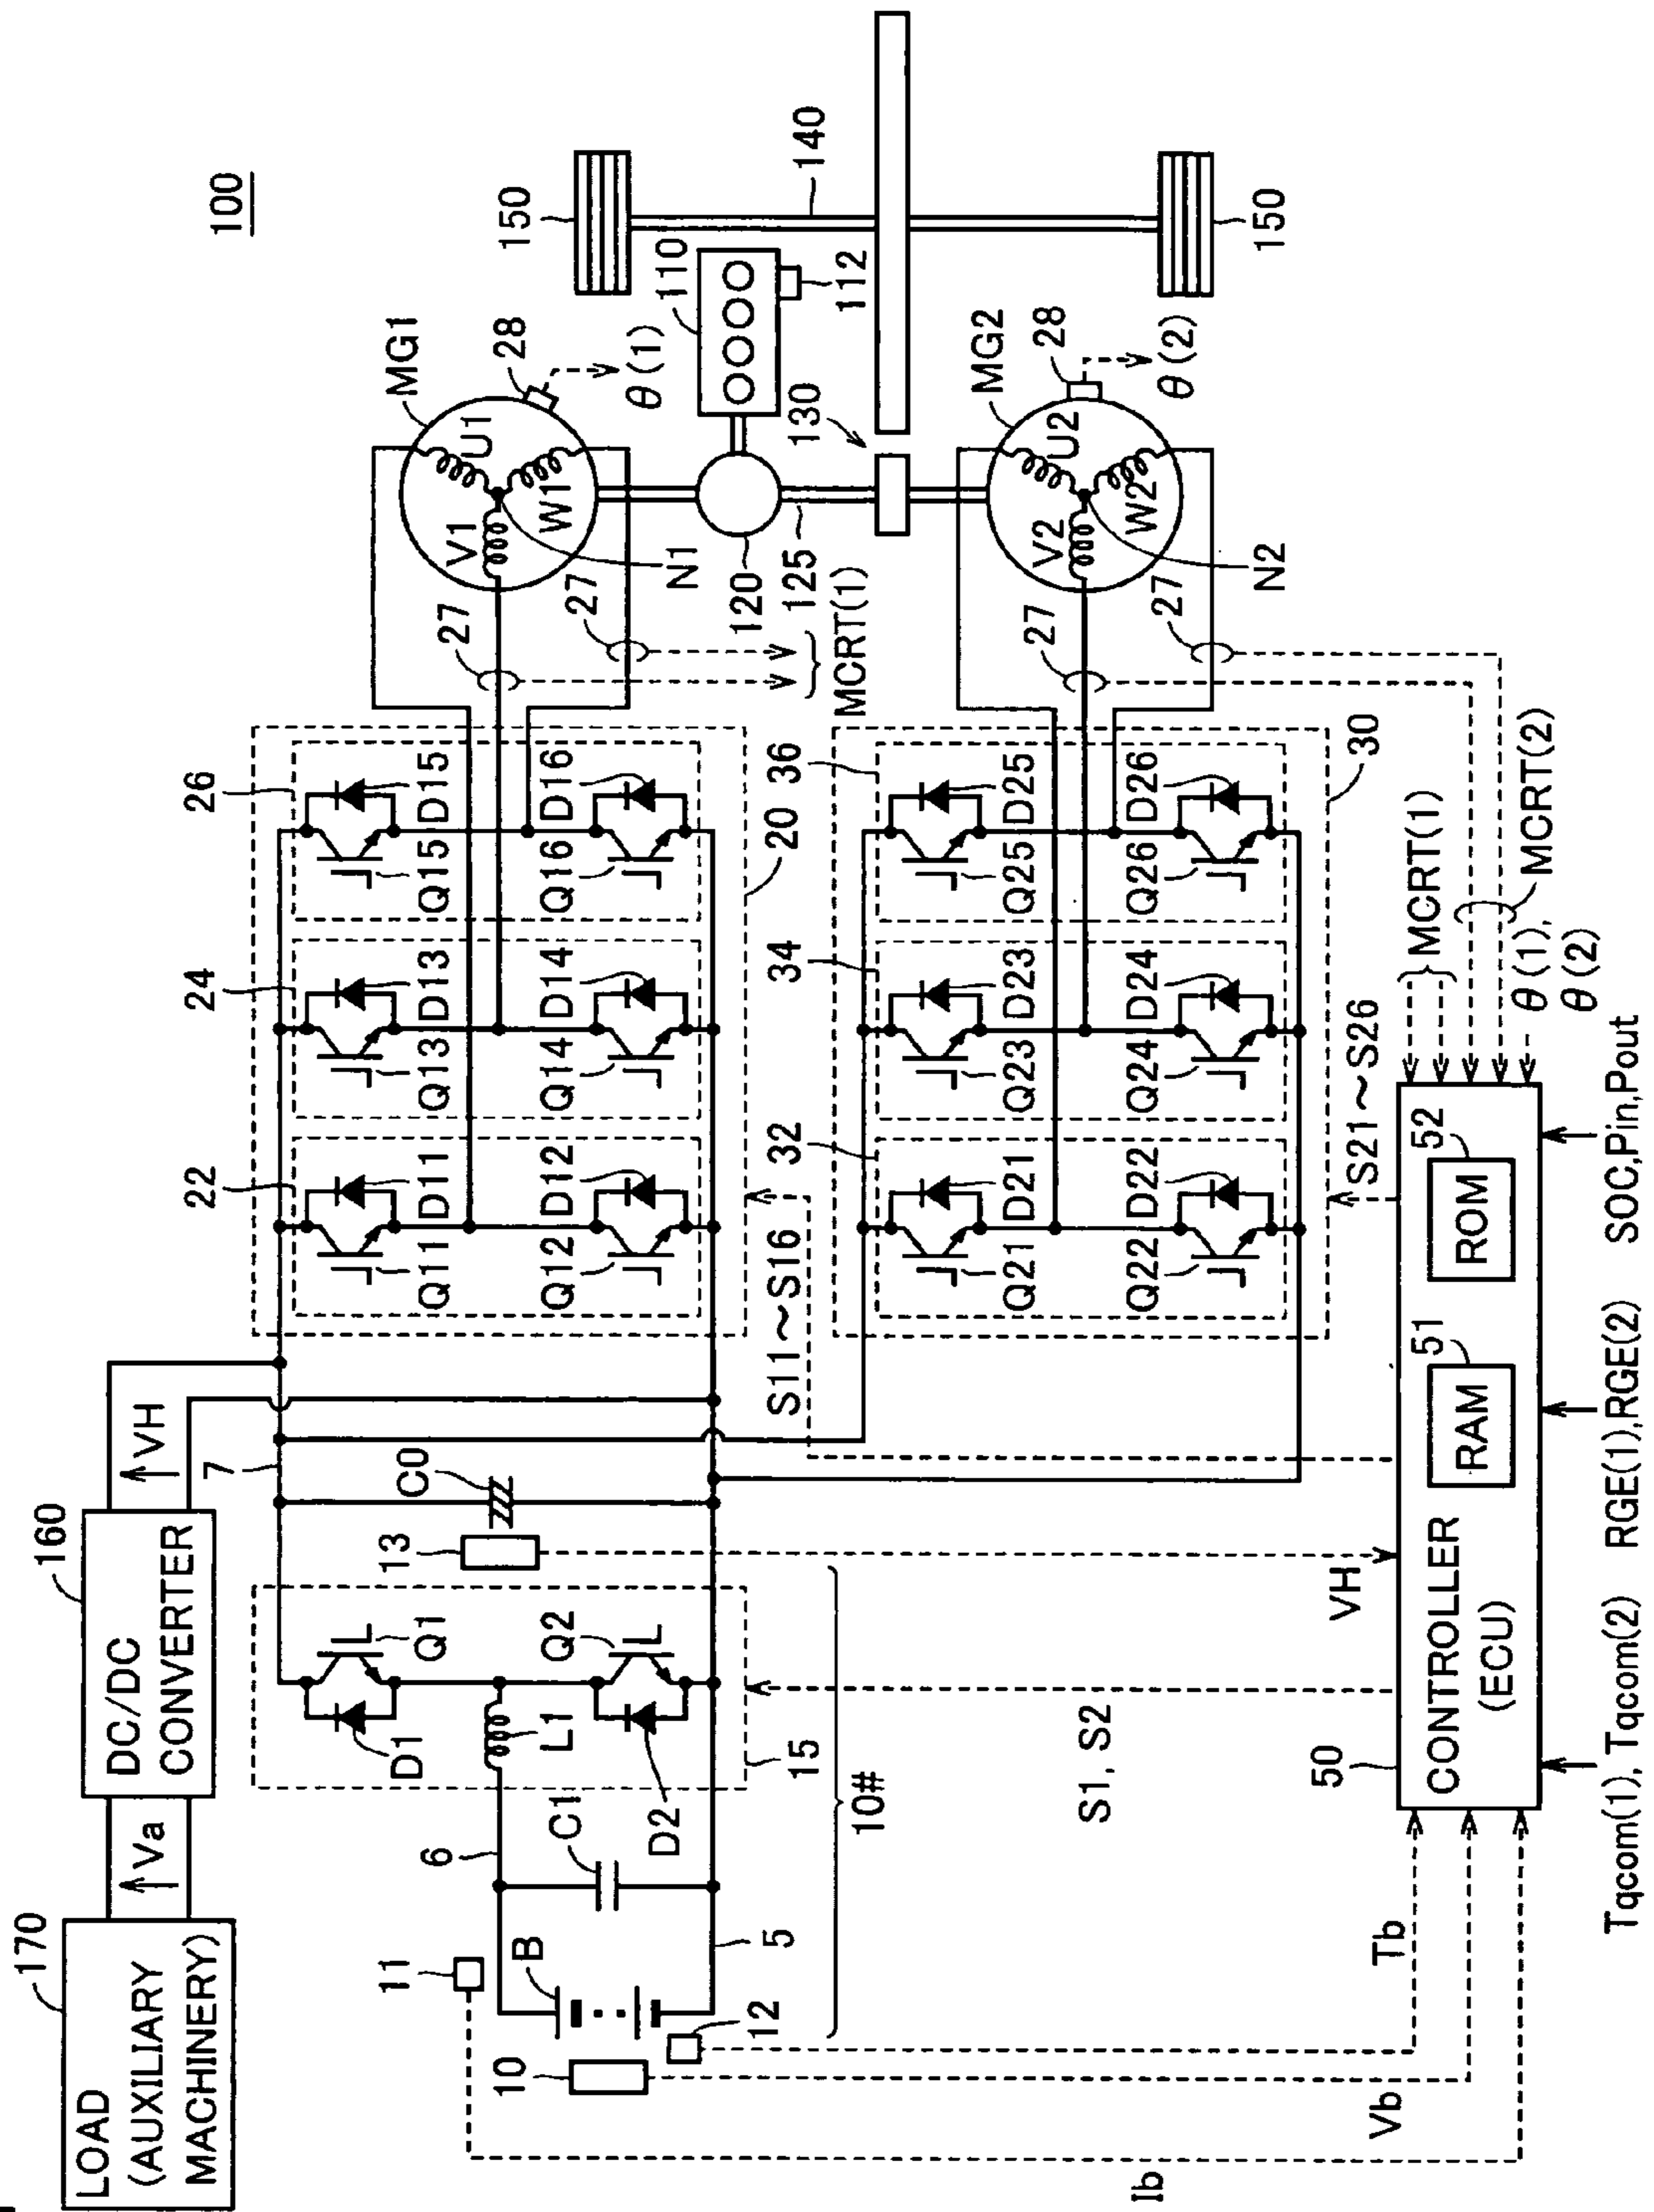 100
170
LOAD
(AUXILIARY
MACHINERY)
Va
160
DC/DC
CONVERTER
VH
7
22
24
26
Q11
D11
Q12
D12
Q13
D13
Q14
D14
Q15
D15
Q16
D16
20
MG1
U1
V1
W1
N1
28
θ(1)
27
27
MCRT(1)
150
110
112
140
120
125
130
150
11
10
B
12
6
C1
5
D1
Q1
L1
Q2
D2
15
13
C0
10#
S11~S16
32
34
36
Q21
D21
Q22
D22
Q23
D23
Q24
D24
Q25
D25
Q26
D26
30
MG2
U2
V2
W2
N2
28
θ(2)
27
27
S1, S2
VH
S21~S26
MCRT(1)
MCRT(2)
θ(1),
θ(2)
Ib
Vb
Tb
50
CONTROLLER
(ECU)
51
RAM
52
ROM
Tqcom(1), Tqcom(2)
RGE(1),RGE(2)
SOC,Pin,Pout